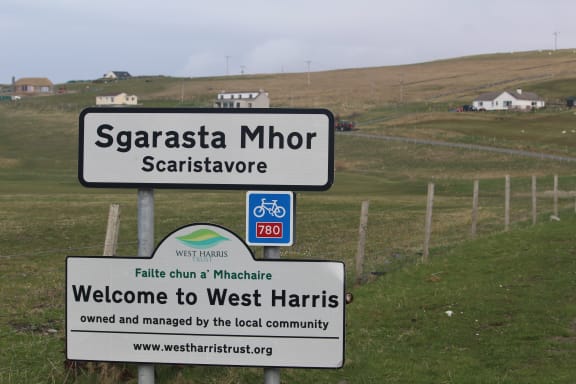 Sgarasta Mhor
Scaristavore
780
WEST HARRIS
TRUST
Failte chun a' Mhachaire
Welcome to West Harris
owned and managed by the local community
www.westharristrust.org